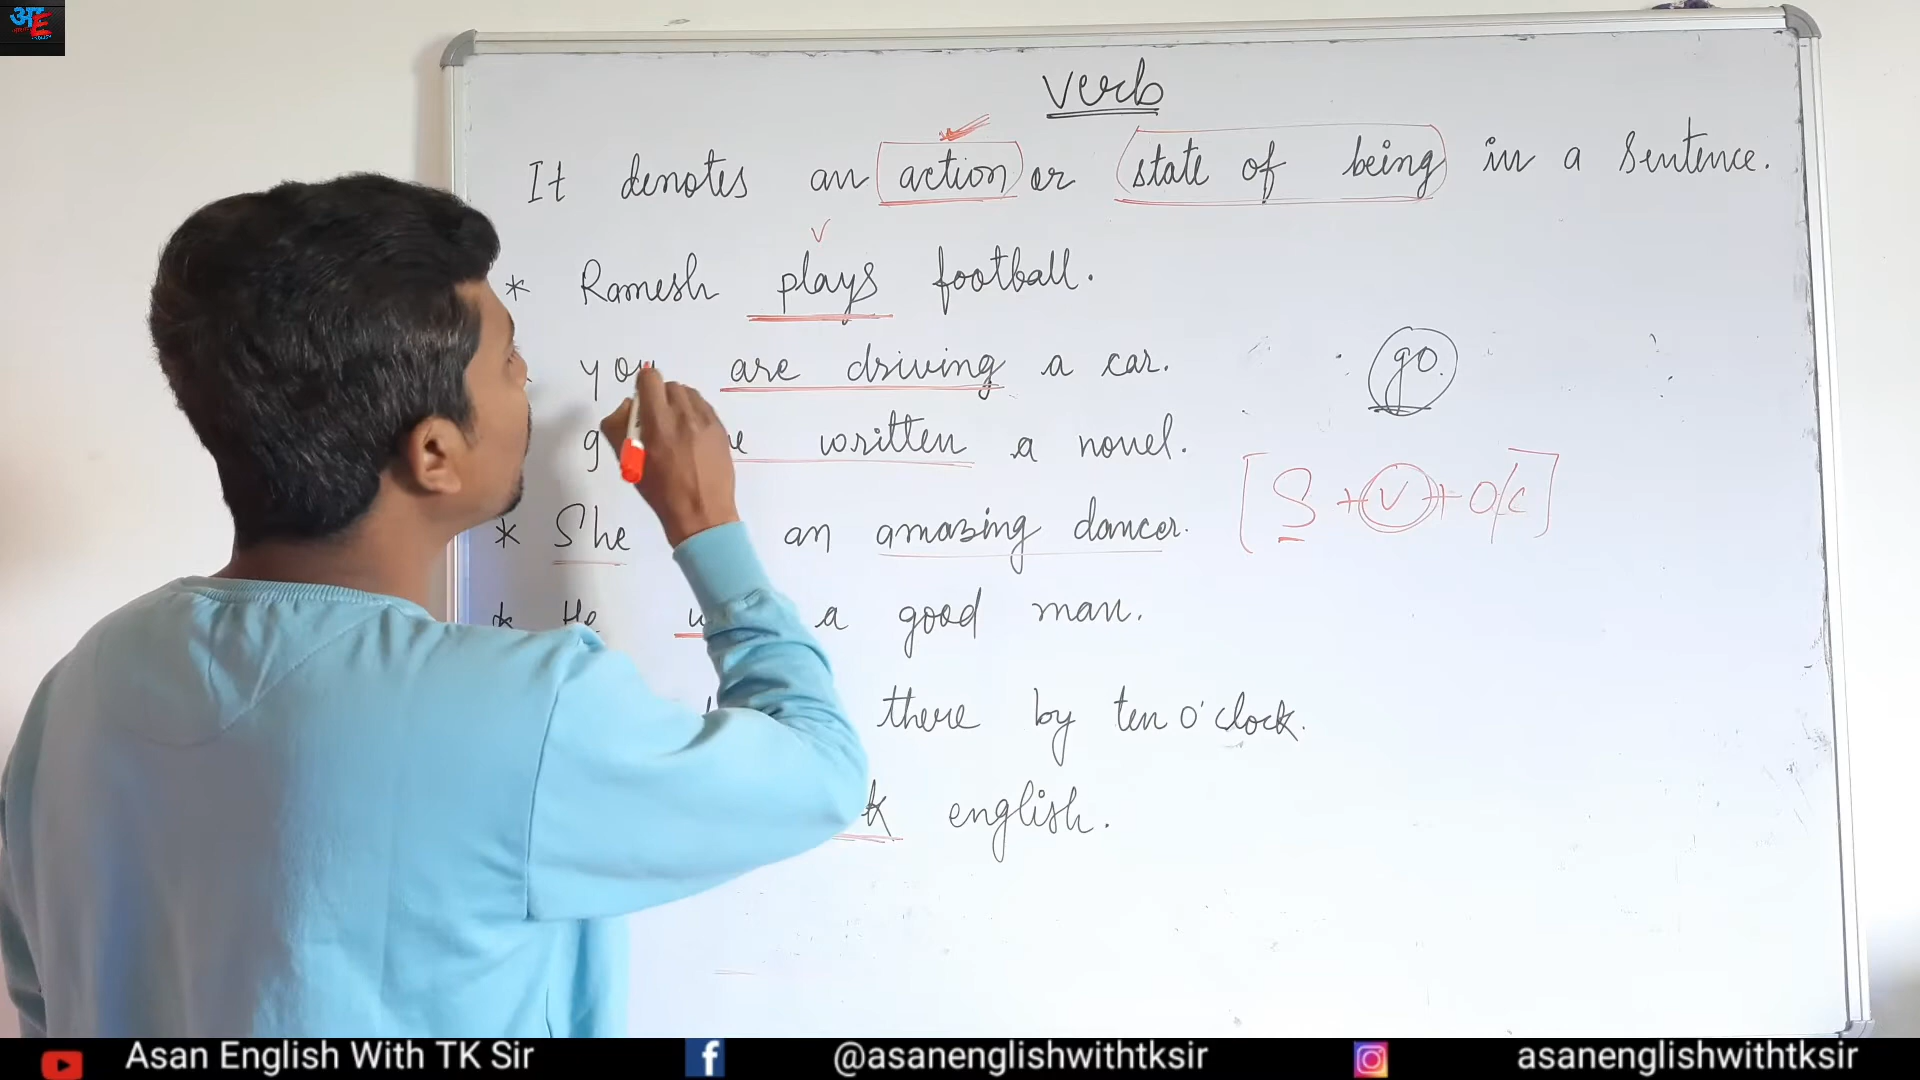 अE
Verb
It denotes an action or state of being in a sentence.
V
* Ramesh plays football.
you are driving a car.
go.
written a novel.
[S + V + O/C]
* She an amazing dancer.
* He a good man.
there by ten o'clock.
english.
Asan English With TK Sir
@asanenglishwithtksir
asanenglishwithtksir